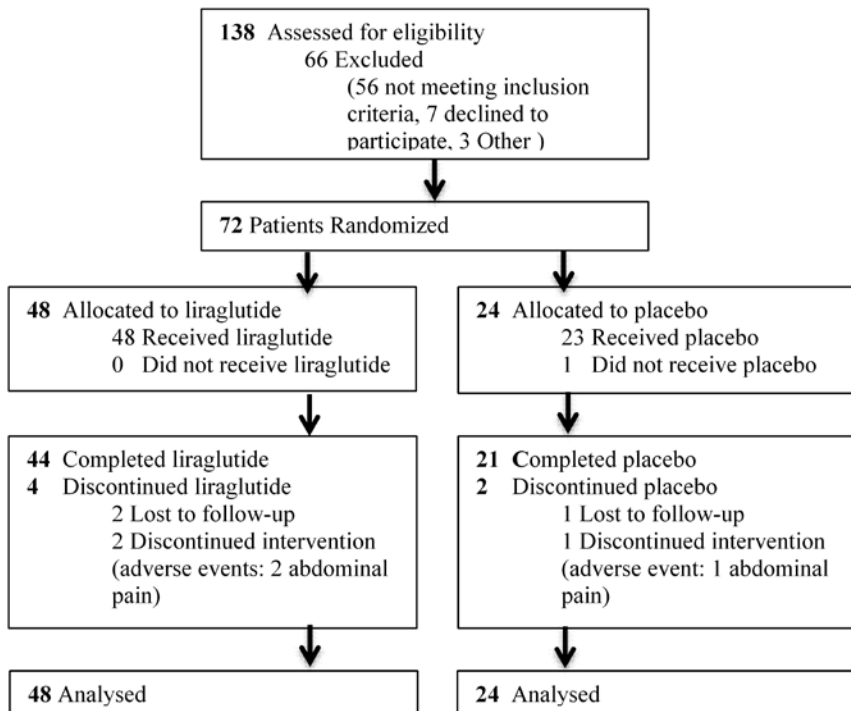 138 Assessed for eligibility
66 Excluded
(56 not meeting inclusion
criteria, 7 declined to
participate, 3 Other )
72 Patients Randomized
48 Allocated to liraglutide
48 Received liraglutide
0 Did not receive liraglutide
24 Allocated to placebo
23 Received placebo
1 Did not receive placebo
44 Completed liraglutide
4 Discontinued liraglutide
2 Lost to follow-up
2 Discontinued intervention
(adverse events: 2 abdominal
pain)
21 Completed placebo
2 Discontinued placebo
1 Lost to follow-up
1 Discontinued intervention
(adverse event: 1 abdominal
pain)
48 Analysed
24 Analysed